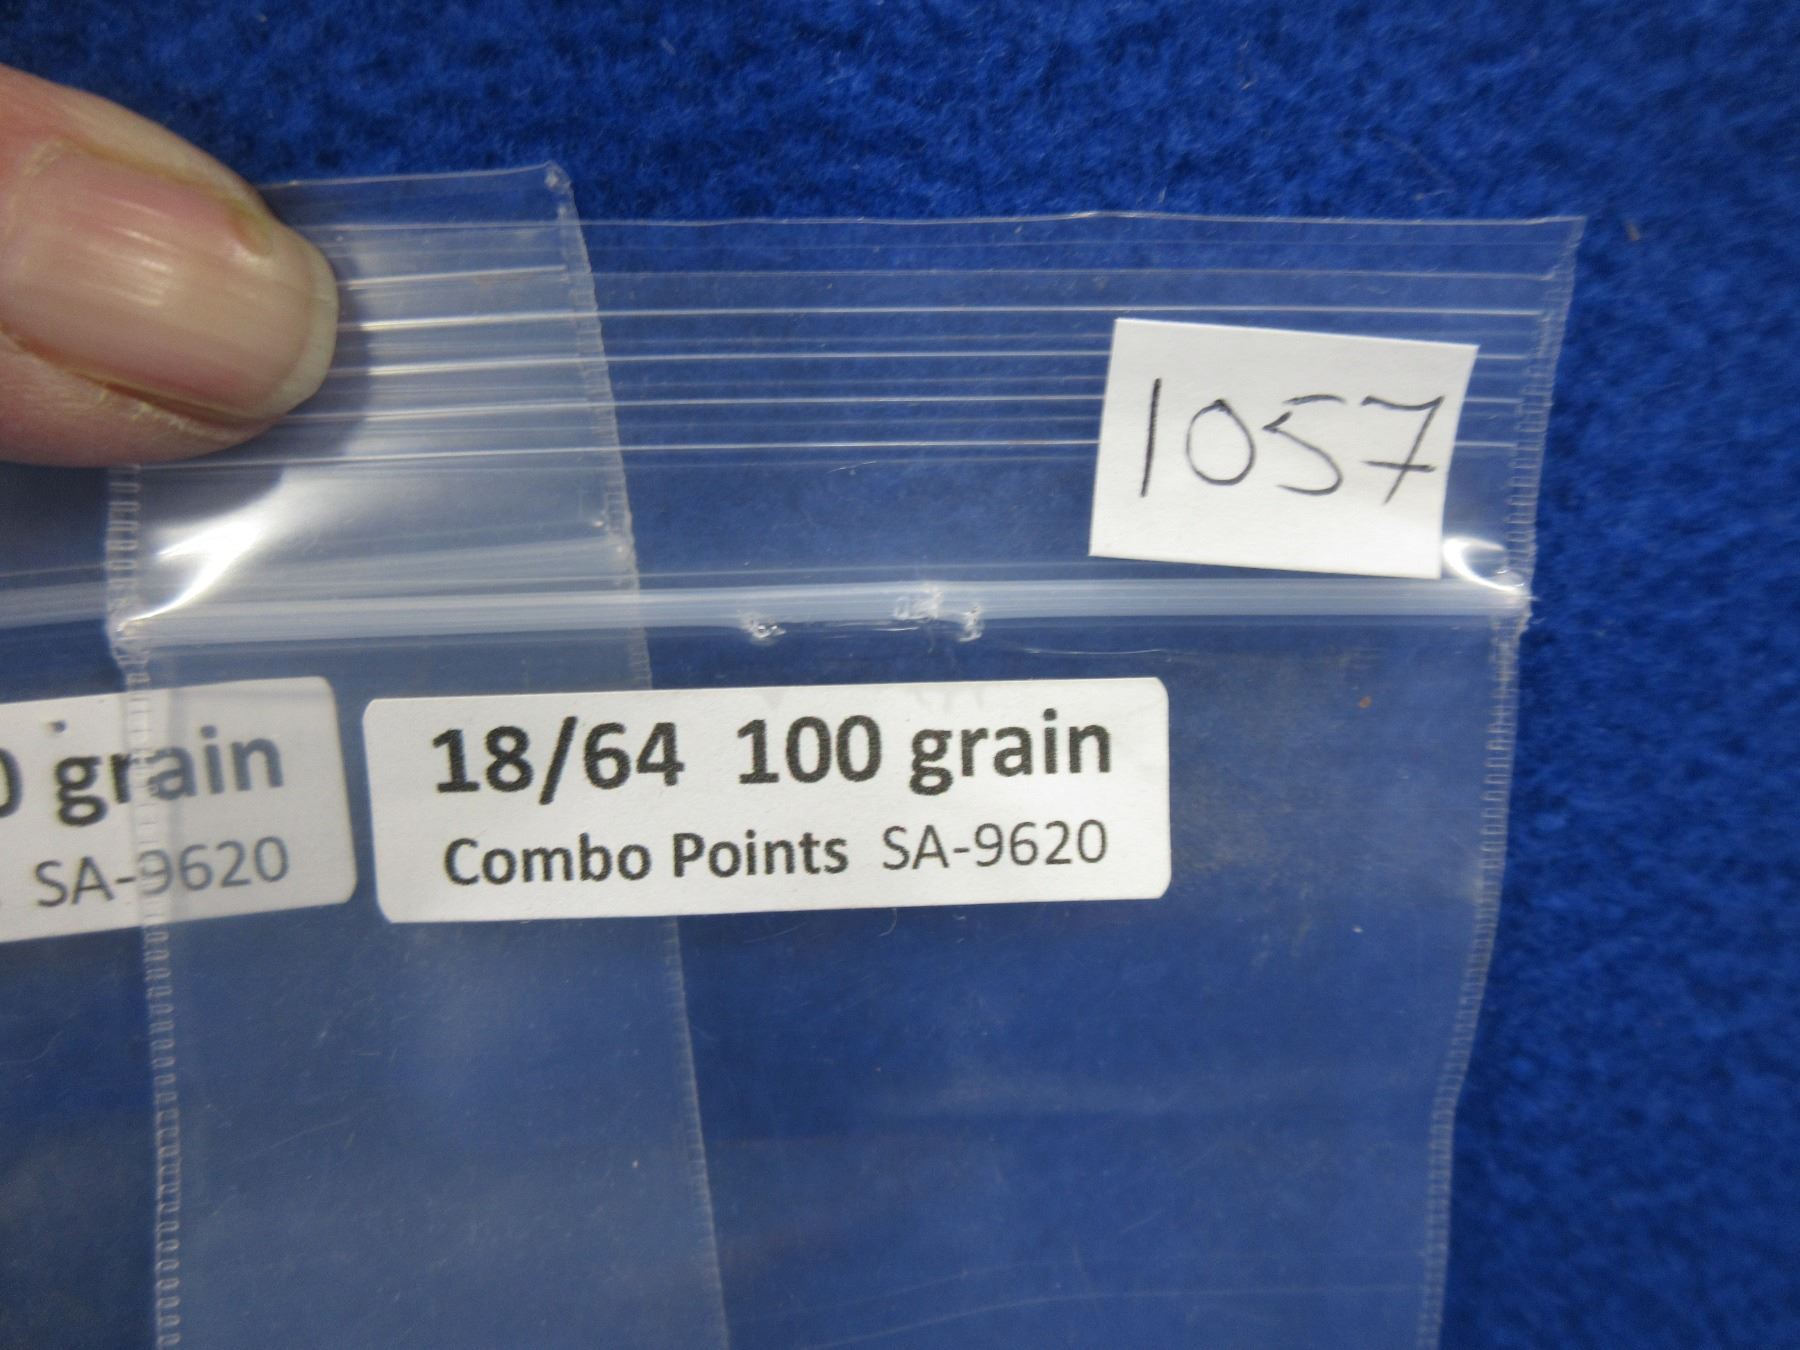 1057
18/64 100 grain
Combo Points SA-9620
grain
SA-9620